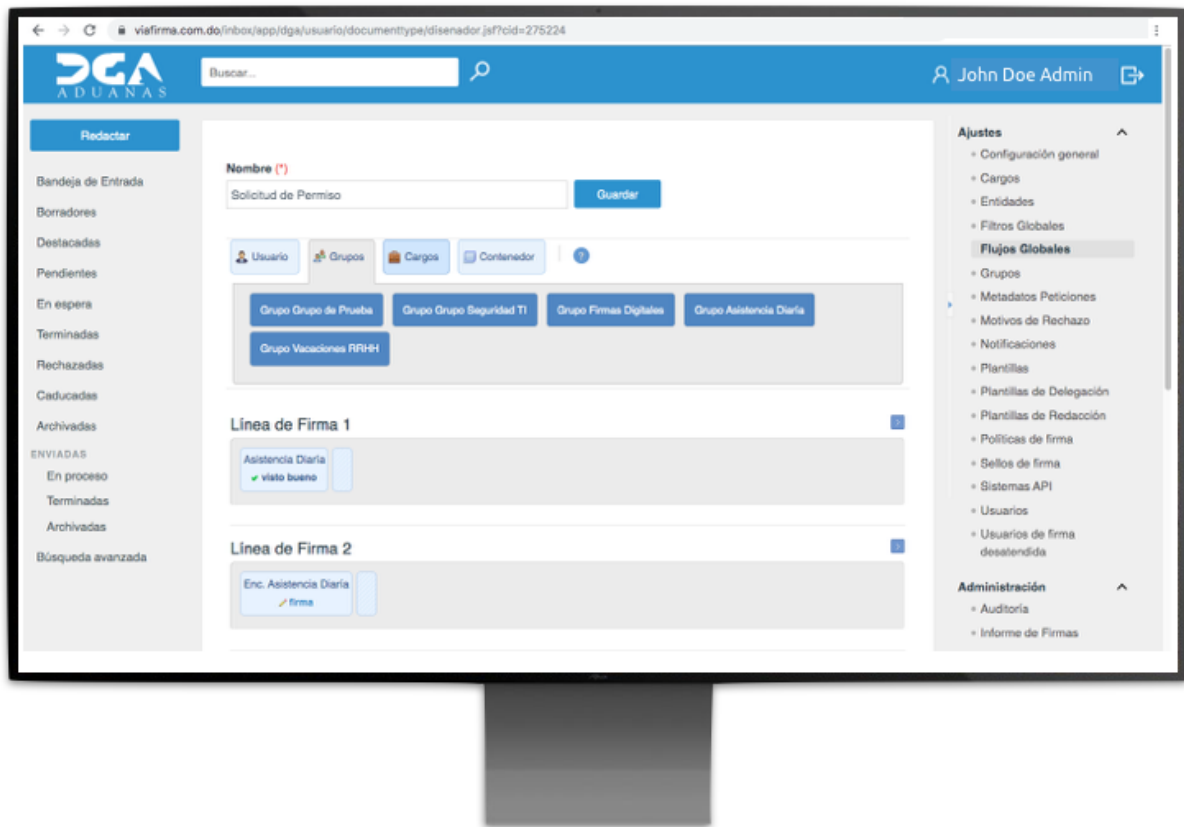 viafirma.com.do/inbox/app/dga/usuario/documenttype/disenador.jsf?cid=275224
DGA
ADUANAS
Buscar...
John Doe Admin
Redactar
Bandeja de Entrada
Borradores
Destacadas
Pendientes
En espera
Terminadas
Rechazadas
Caducadas
Archivadas
ENVIADAS
En proceso
Terminadas
Archivadas
Búsqueda avanzada
Nombre (*)
Solicitud de Permiso
Guardar
Usuario
Grupos
Cargos
Contenedor
?
Grupo Grupo de Prueba
Grupo Grupo Seguridad TI
Grupo Firmas Digitales
Grupo Asistencia Diaria
Grupo Vacaciones RRHH
Línea de Firma 1
Asistencia Diaria
visto bueno
Línea de Firma 2
Enc. Asistencia Diaria
firma
Ajustes
Configuración general
Cargos
Entidades
Filtros Globales
Flujos Globales
Grupos
Metadatos Peticiones
Motivos de Rechazo
Notificaciones
Plantillas
Plantillas de Delegación
Plantillas de Redacción
Políticas de firma
Sellos de firma
Sistemas API
Usuarios
Usuarios de firma
desatendida
Administración
Auditoría
Informe de Firmas